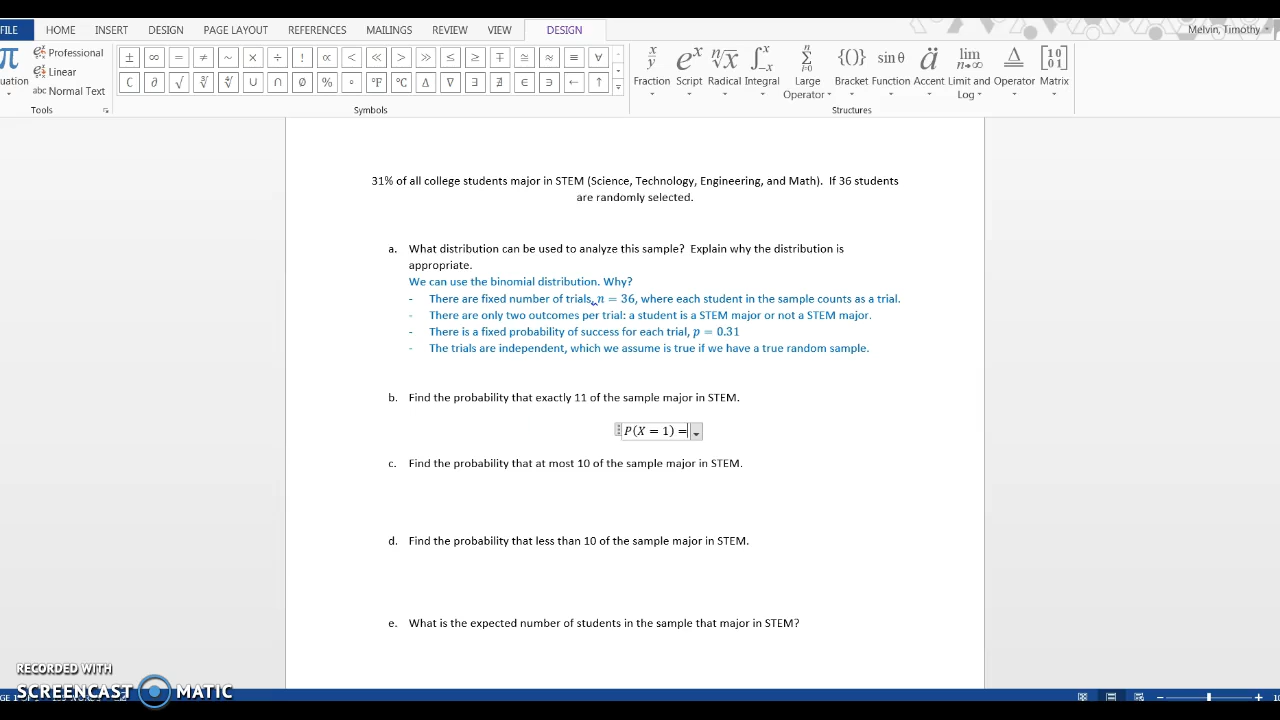 FILE HOME INSERT DESIGN PAGE LAYOUT REFERENCES MAILINGS REVIEW VIEW DESIGN Melvin, Timothy
π eˣ Professional ± ∞ = ≠ ~ × ÷ ! ∝ < ≪ > ≫ ≤ ≥ ∓ ≅ ≈ ≡ ∀
uation eˣ Linear
abc Normal Text C ∂ √ ∛ ∜ ∪ ∩ ∅ % ° °F °C ∆ ∇ ∃ ∄ ∈ ∋ ← ↑
Fraction Script Radical Integral Large Operator Bracket Function Accent Limit and Log Operator Matrix
Tools Symbols Structures
31% of all college students major in STEM (Science, Technology, Engineering, and Math). If 36 students
are randomly selected.
a. What distribution can be used to analyze this sample? Explain why the distribution is
appropriate.
We can use the binomial distribution. Why?
- There are fixed number of trials, n = 36, where each student in the sample counts as a trial.
- There are only two outcomes per trial: a student is a STEM major or not a STEM major.
- There is a fixed probability of success for each trial, p = 0.31
- The trials are independent, which we assume is true if we have a true random sample.
b. Find the probability that exactly 11 of the sample major in STEM.
P(X = 1) =
c. Find the probability that at most 10 of the sample major in STEM.
d. Find the probability that less than 10 of the sample major in STEM.
e. What is the expected number of students in the sample that major in STEM?
RECORDED WITH
SCREENCAST MATIC